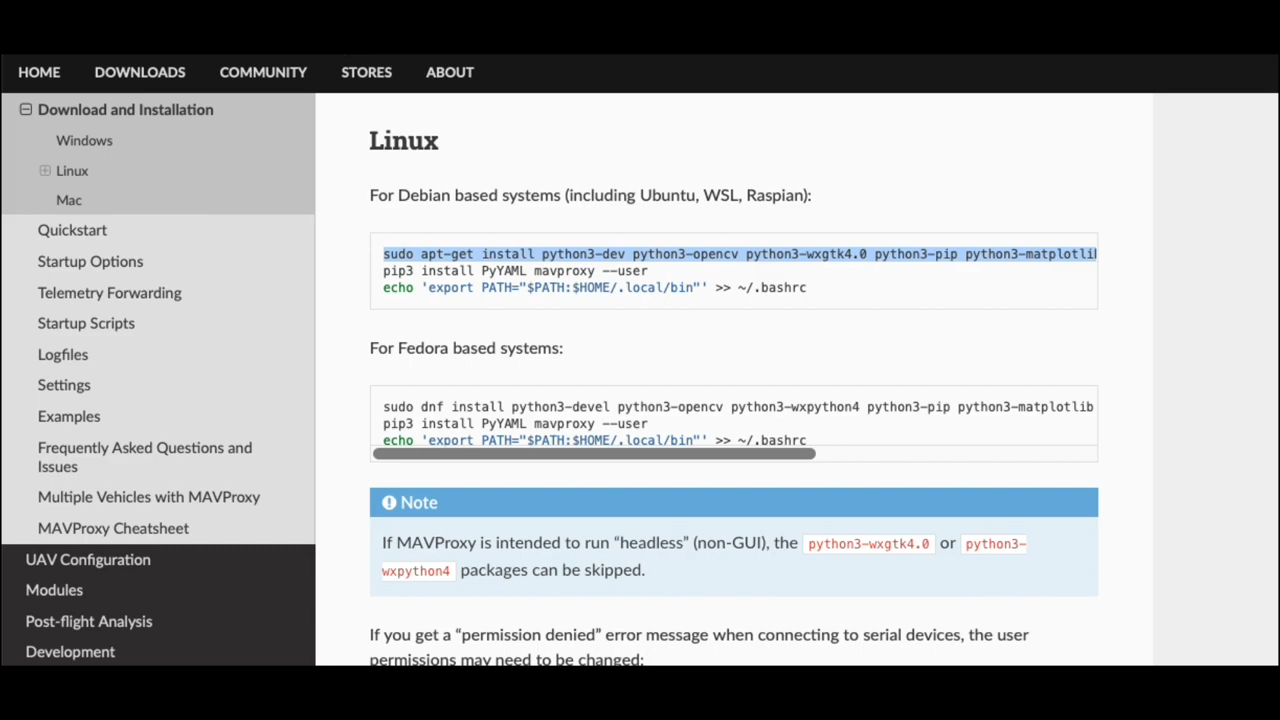 HOME DOWNLOADS COMMUNITY STORES ABOUT
Download and Installation
Windows
Linux
Mac
Quickstart
Startup Options
Telemetry Forwarding
Startup Scripts
Logfiles
Settings
Examples
Frequently Asked Questions and
Issues
Multiple Vehicles with MAVProxy
MAVProxy Cheatsheet
UAV Configuration
Modules
Post-flight Analysis
Development
Linux
For Debian based systems (including Ubuntu, WSL, Raspian):
sudo apt-get install python3-dev python3-opencv python3-wxgtk4.0 python3-pip python3-matplotli
pip3 install PyYAML mavproxy --user
echo 'export PATH="$PATH:$HOME/.local/bin"' >> ~/.bashrc
For Fedora based systems:
sudo dnf install python3-devel python3-opencv python3-wxpython4 python3-pip python3-matplotlib
pip3 install PyYAML mavproxy --user
echo 'export PATH="$PATH:$HOME/.local/bin"' >> ~/.bashrc
Note
If MAVProxy is intended to run “headless” (non-GUI), the python3-wxgtk4.0 or python3-
wxpython4 packages can be skipped.
If you get a “permission denied” error message when connecting to serial devices, the user
permissions may need to be changed: